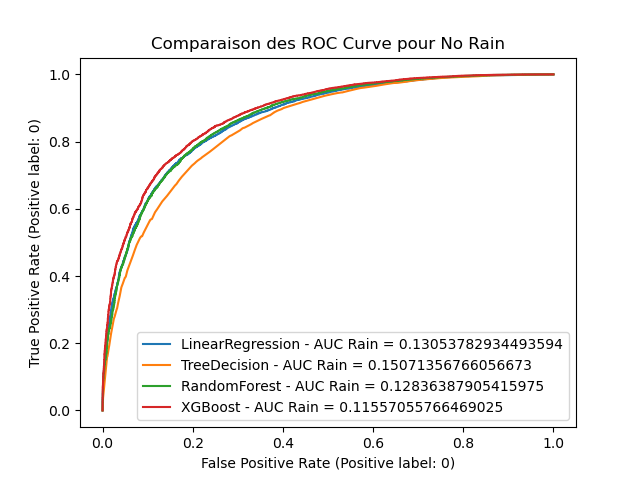 Comparaison des ROC Curve pour No Rain
1.0
0.8
0.6
0.4
0.2
0.0
True Positive Rate (Positive label: 0)
LinearRegression - AUC Rain = 0.13053782934493594
TreeDecision - AUC Rain = 0.15071356766056673
RandomForest - AUC Rain = 0.12836387905415975
XGBoost - AUC Rain = 0.11557055766469025
0.0 0.2 0.4 0.6 0.8 1.0
False Positive Rate (Positive label: 0)